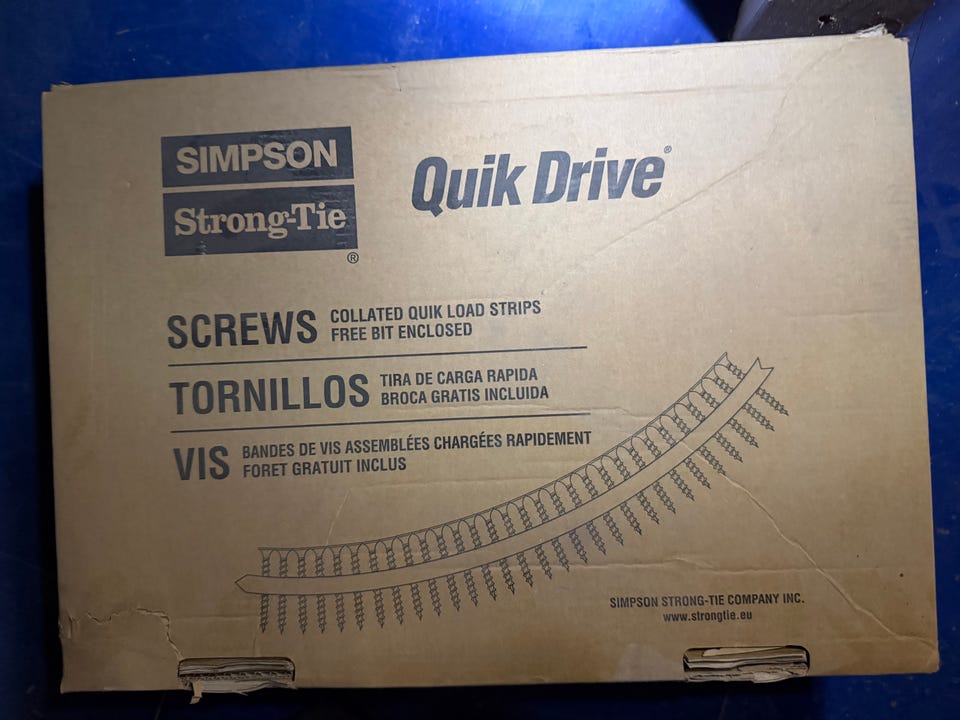 SIMPSON
Strong-Tie
®
Quik Drive®
SCREWS
COLLATED QUIK LOAD STRIPS
FREE BIT ENCLOSED
TORNILLOS
TIRA DE CARGA RAPIDA
BROCA GRATIS INCLUIDA
VIS
BANDES DE VIS ASSEMBLÉES CHARGÉES RAPIDEMENT
FORET GRATUIT INCLUS
SIMPSON STRONG-TIE COMPANY INC.
www.strongtie.eu